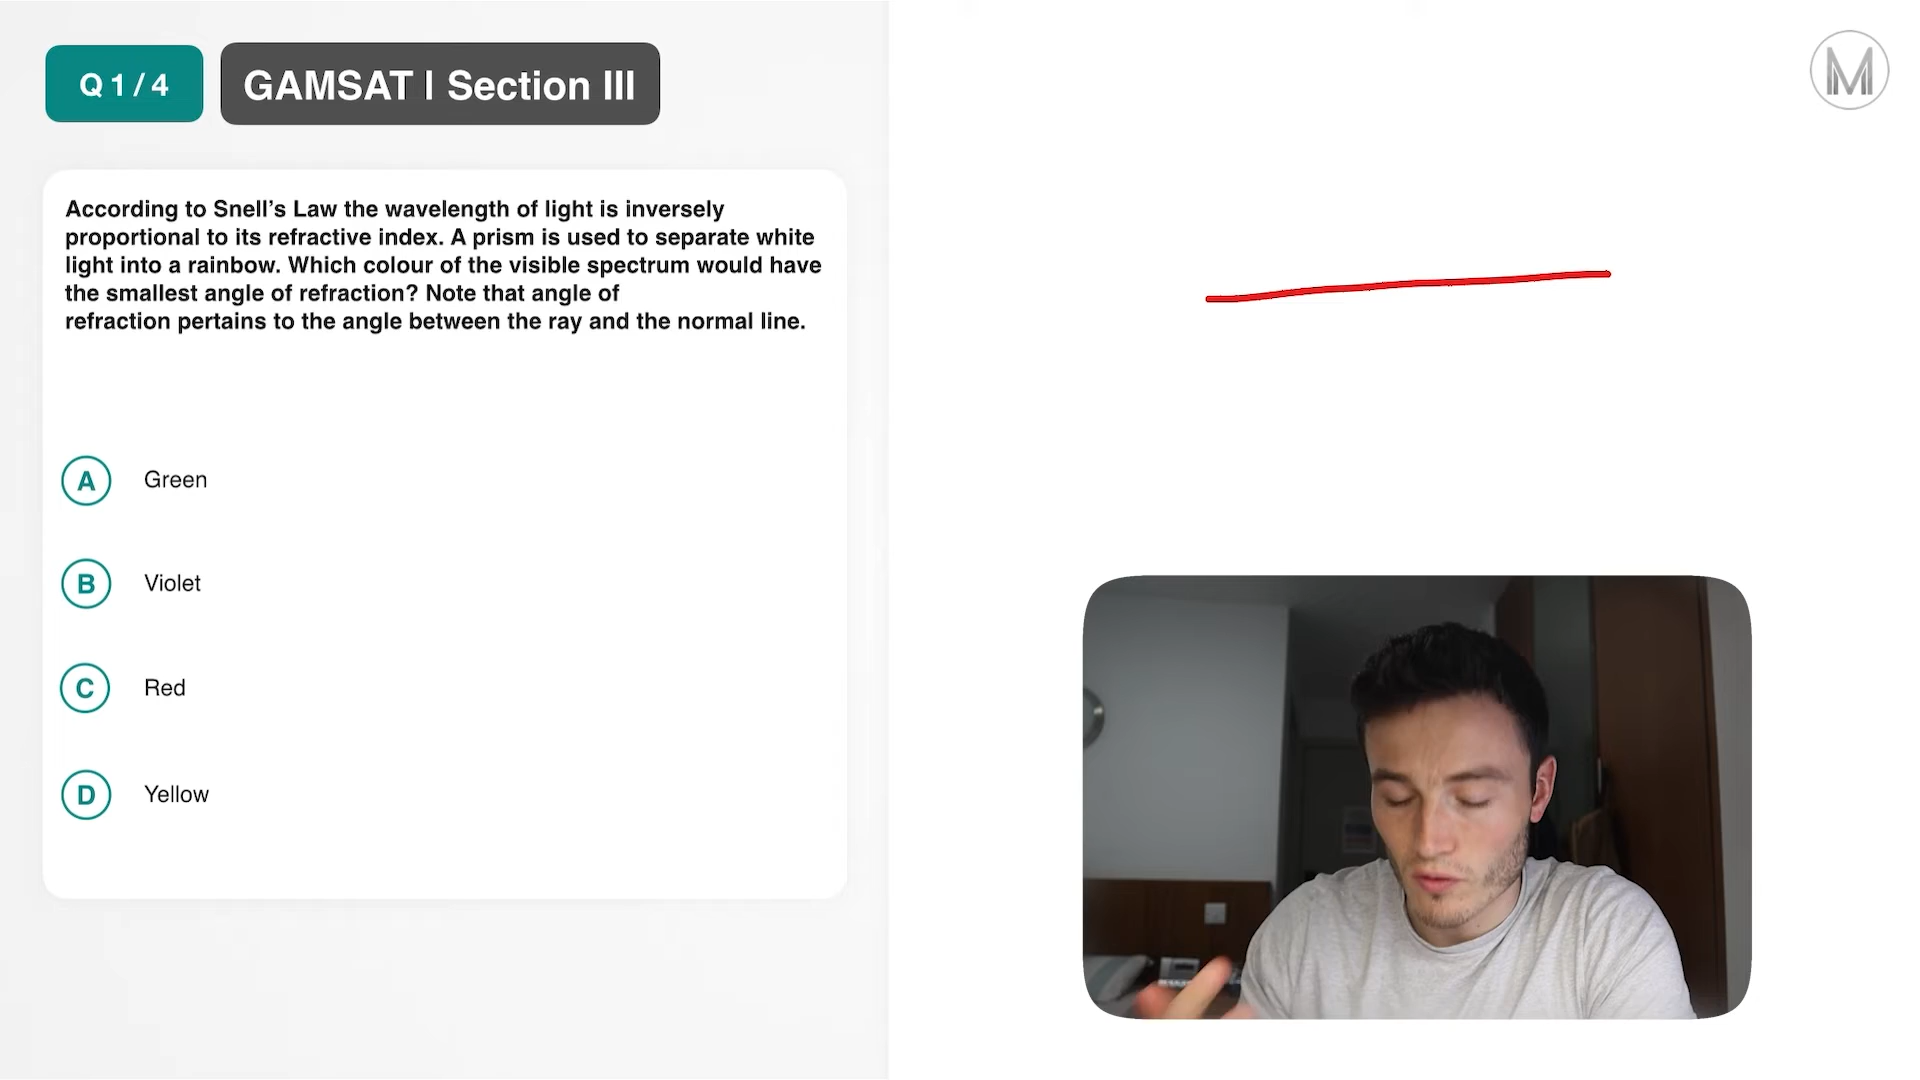 Q 1 / 4
GAMSAT | Section III
According to Snell’s Law the wavelength of light is inversely
proportional to its refractive index. A prism is used to separate white
light into a rainbow. Which colour of the visible spectrum would have
the smallest angle of refraction? Note that angle of
refraction pertains to the angle between the ray and the normal line.
A Green
B Violet
C Red
D Yellow
M